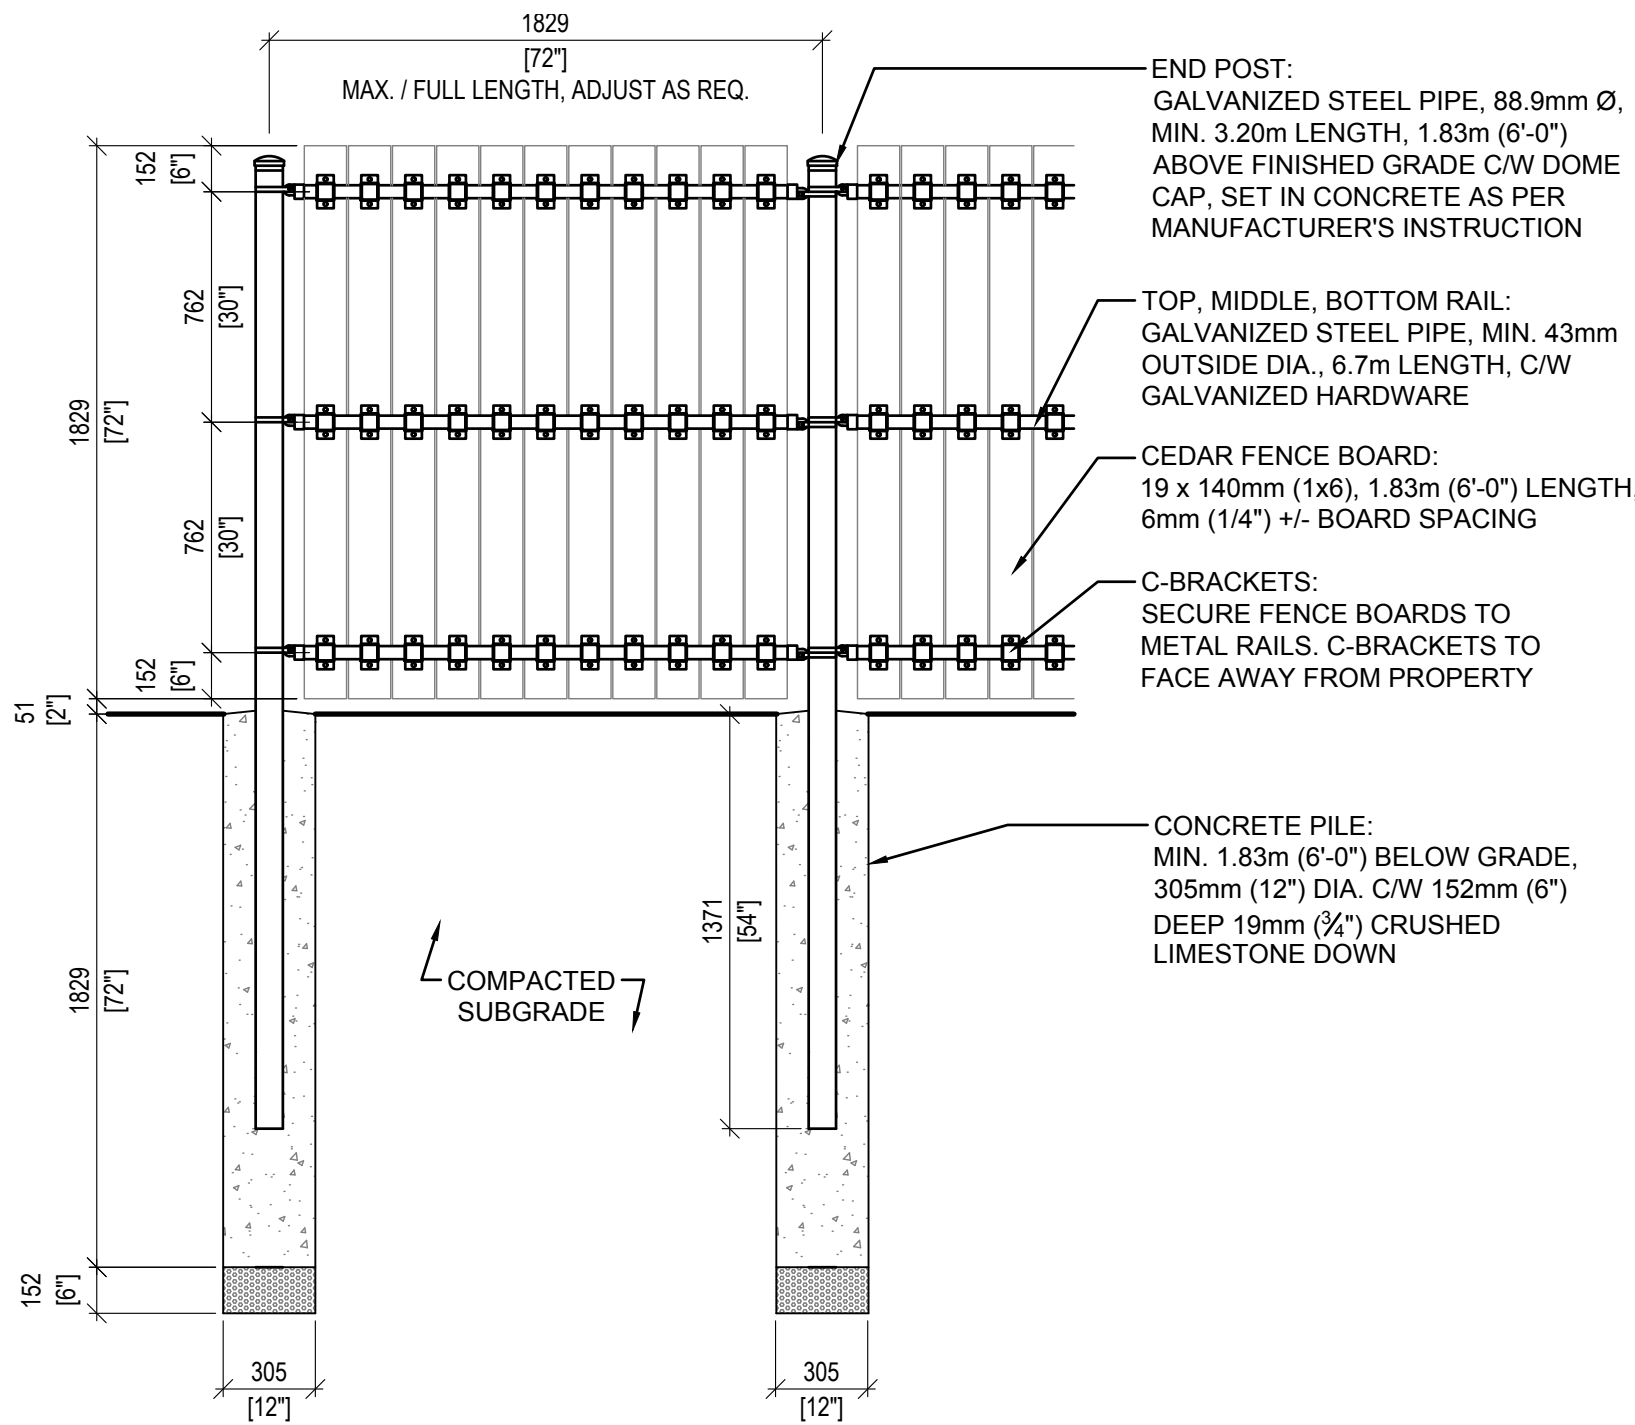 1829
[72"]
MAX. / FULL LENGTH, ADJUST AS REQ.
152
[6"]
762
[30"]
1829
[72"]
762
[30"]
152
[6"]
51
[2"]
1371
[54"]
1829
[72"]
152
[6"]
305
[12"]
305
[12"]
COMPACTED
SUBGRADE
END POST:
GALVANIZED STEEL PIPE, 88.9mm Ø,
MIN. 3.20m LENGTH, 1.83m (6'-0")
ABOVE FINISHED GRADE C/W DOME
CAP, SET IN CONCRETE AS PER
MANUFACTURER'S INSTRUCTION
TOP, MIDDLE, BOTTOM RAIL:
GALVANIZED STEEL PIPE, MIN. 43mm
OUTSIDE DIA., 6.7m LENGTH, C/W
GALVANIZED HARDWARE
CEDAR FENCE BOARD:
19 x 140mm (1x6), 1.83m (6'-0") LENGTH,
6mm (1/4") +/- BOARD SPACING
C-BRACKETS:
SECURE FENCE BOARDS TO
METAL RAILS. C-BRACKETS TO
FACE AWAY FROM PROPERTY
CONCRETE PILE:
MIN. 1.83m (6'-0") BELOW GRADE,
305mm (12") DIA. C/W 152mm (6")
DEEP 19mm (¾") CRUSHED
LIMESTONE DOWN